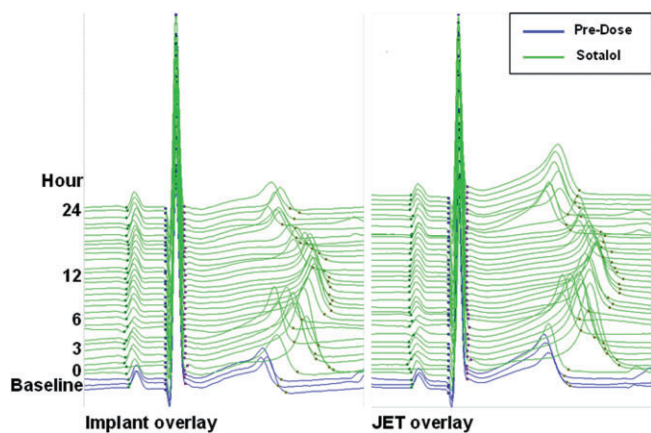 Pre-Dose
Sotalol
Hour
24
12
6
3
0
Baseline
Implant overlay
JET overlay